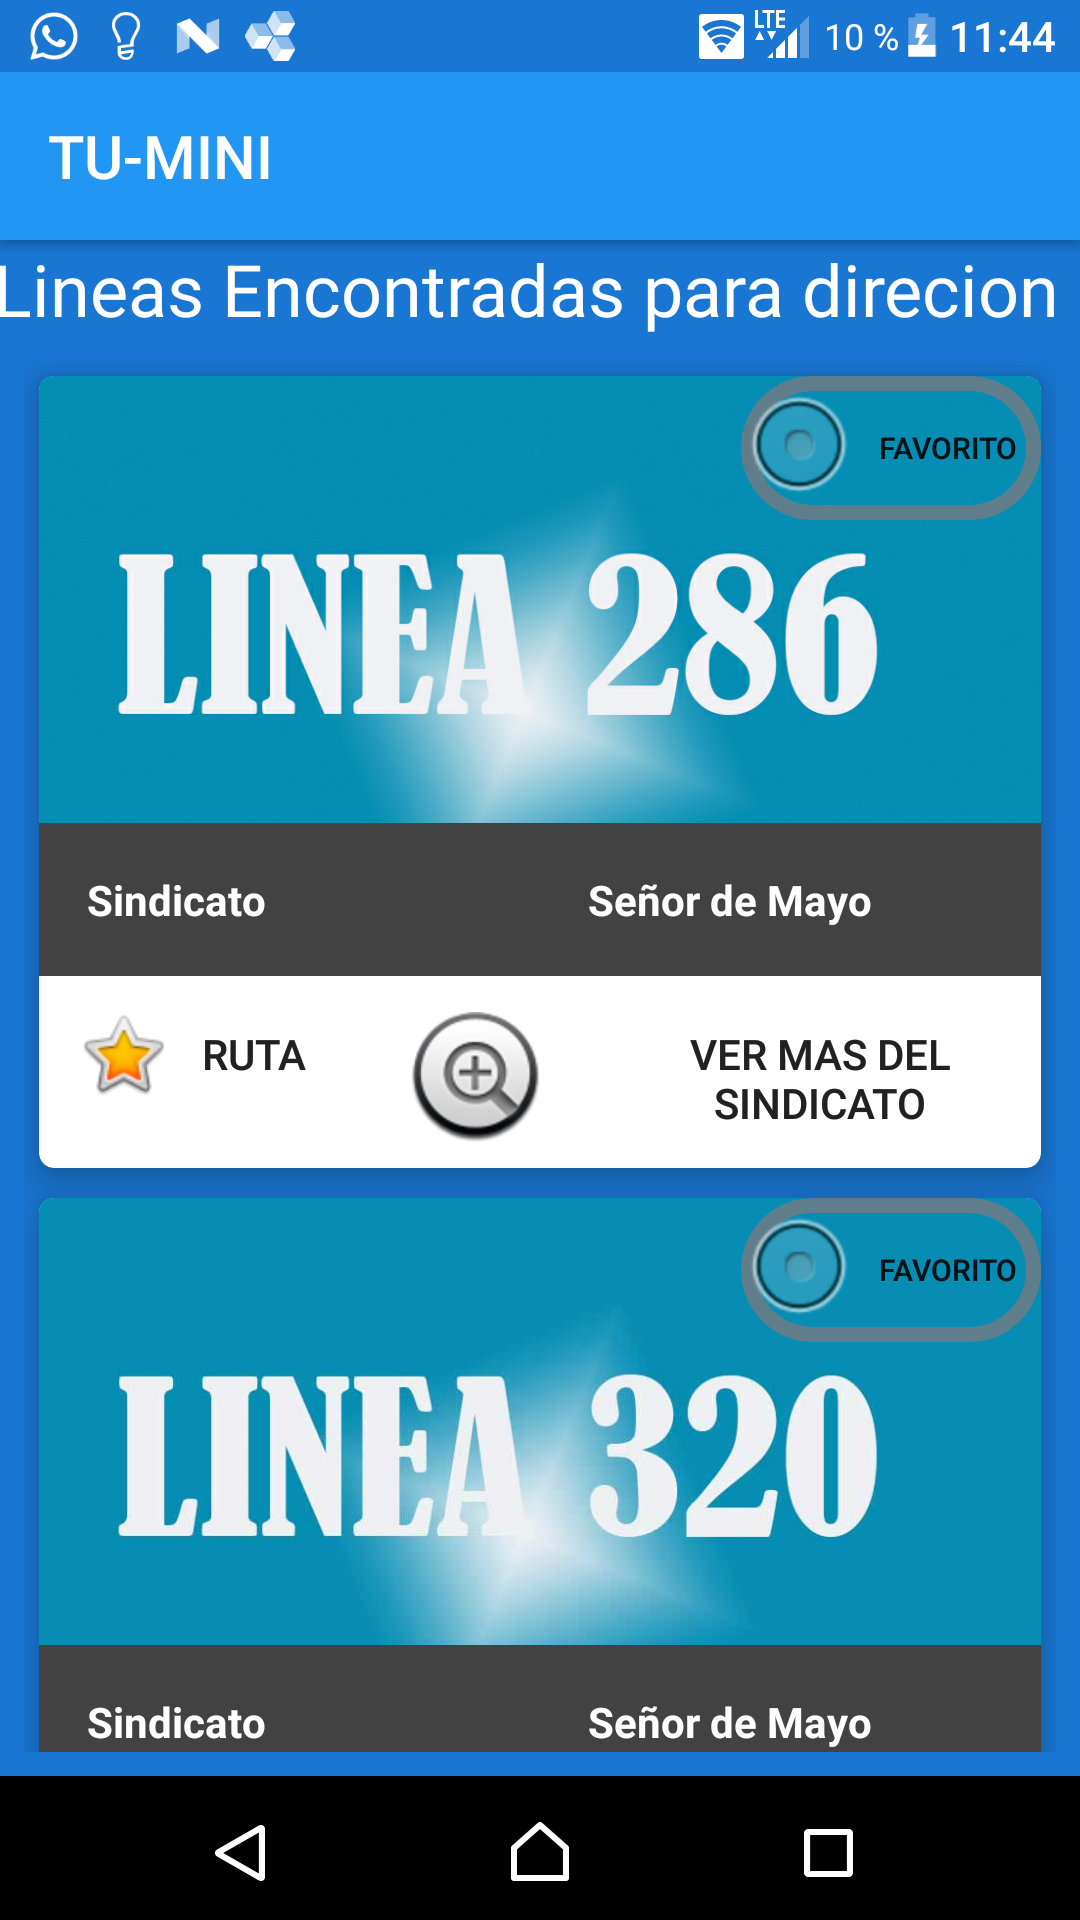 LTE
10 %
11:44
TU-MINI
Lineas Encontradas para direcion
FAVORITO
LINEA 286
Sindicato
Señor de Mayo
RUTA
VER MAS DEL
SINDICATO
FAVORITO
LINEA 320
Sindicato
Señor de Mayo